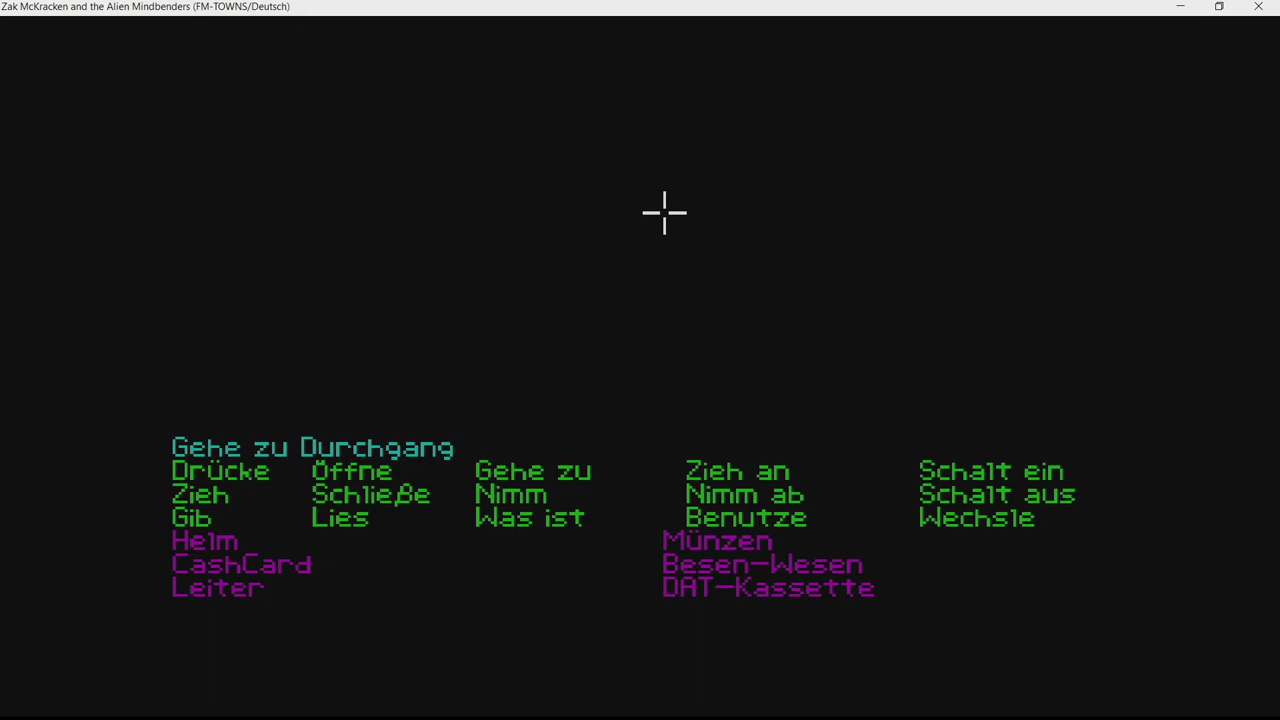 Zak McKracken and the Alien Mindbenders (FM-TOWNS/Deutsch)
Gehe zu Durchgang
Drücke Öffne Gehe zu Zieh an Schalt ein
Zieh Schließe Nimm Nimm ab Schalt aus
Gib Lies Was ist Benutze Wechsle
Helm Münzen
CashCard Besen-Wesen
Leiter DAT-Kassette